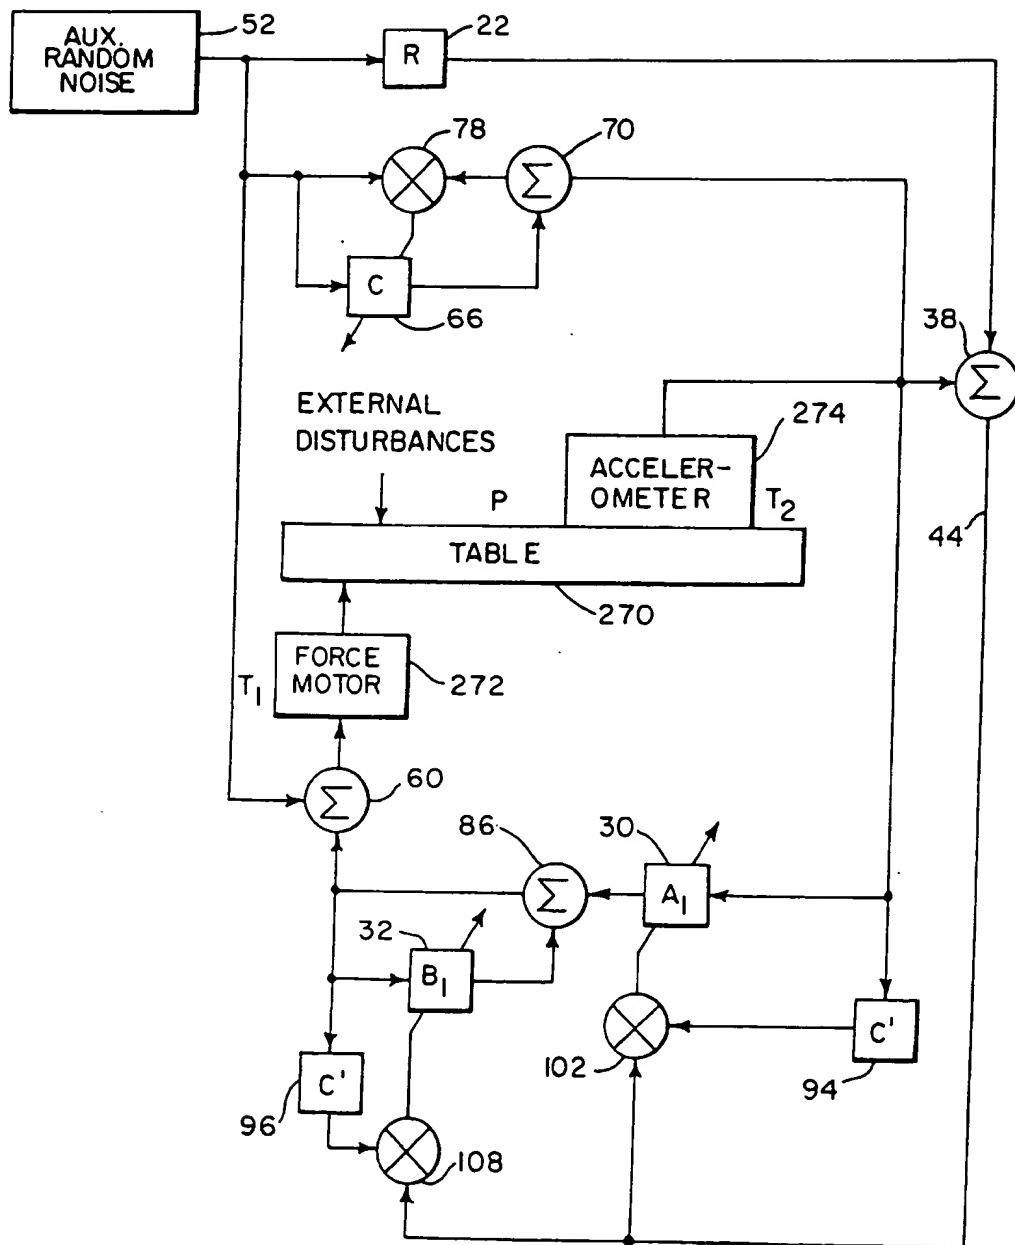 AUX.
RANDOM
NOISE
52
R
22
78
70
Σ
C
66
38
Σ
EXTERNAL
DISTURBANCES
274
ACCELER-
OMETER
P
T2
44
TABLE
270
FORCE
MOTOR
T1
272
Σ
60
86
30
Σ
A1
32
B1
C'
102
94
C'
96
108